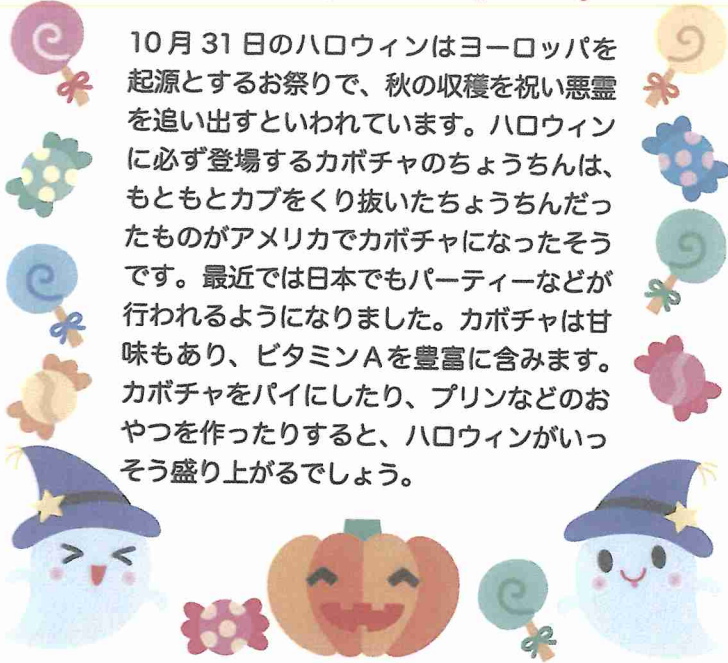 10月31日のハロウィンはヨーロッパを
起源とするお祭りで、秋の収穫を祝い悪霊
を追い出すといわれています。ハロウィン
に必ず登場するカボチャのちょうちんは、
もともとカブをくり抜いたちょうちんだっ
たものがアメリカでカボチャになったそう
です。最近では日本でもパーティーなどが
行われるようになりました。カボチャは甘
味もあり、ビタミンAを豊富に含みます。
カボチャをパイにしたり、プリンなどのお
やつを作ったりすると、ハロウィンがいっ
そう盛り上がるでしょう。